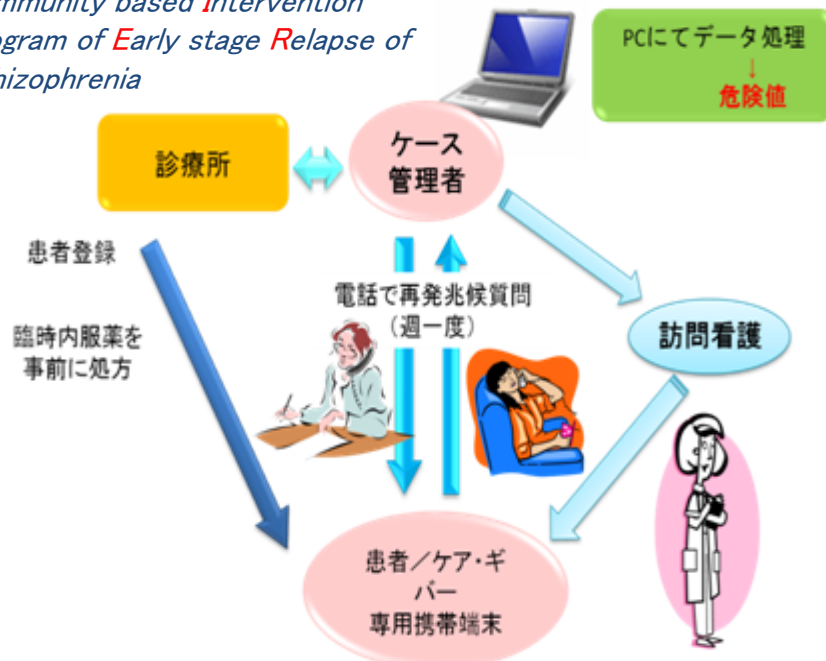 mmunity based Intervention
ogram of Early stage Relapse of
hizophrenia
PCにてデータ処理
↓
危険値
診療所
ケース
管理者
患者登録
臨時内服薬を
事前に処方
電話で再発兆候質問
（週一度）
訪問看護
患者／ケア・ギ
バー
専用携帯端末